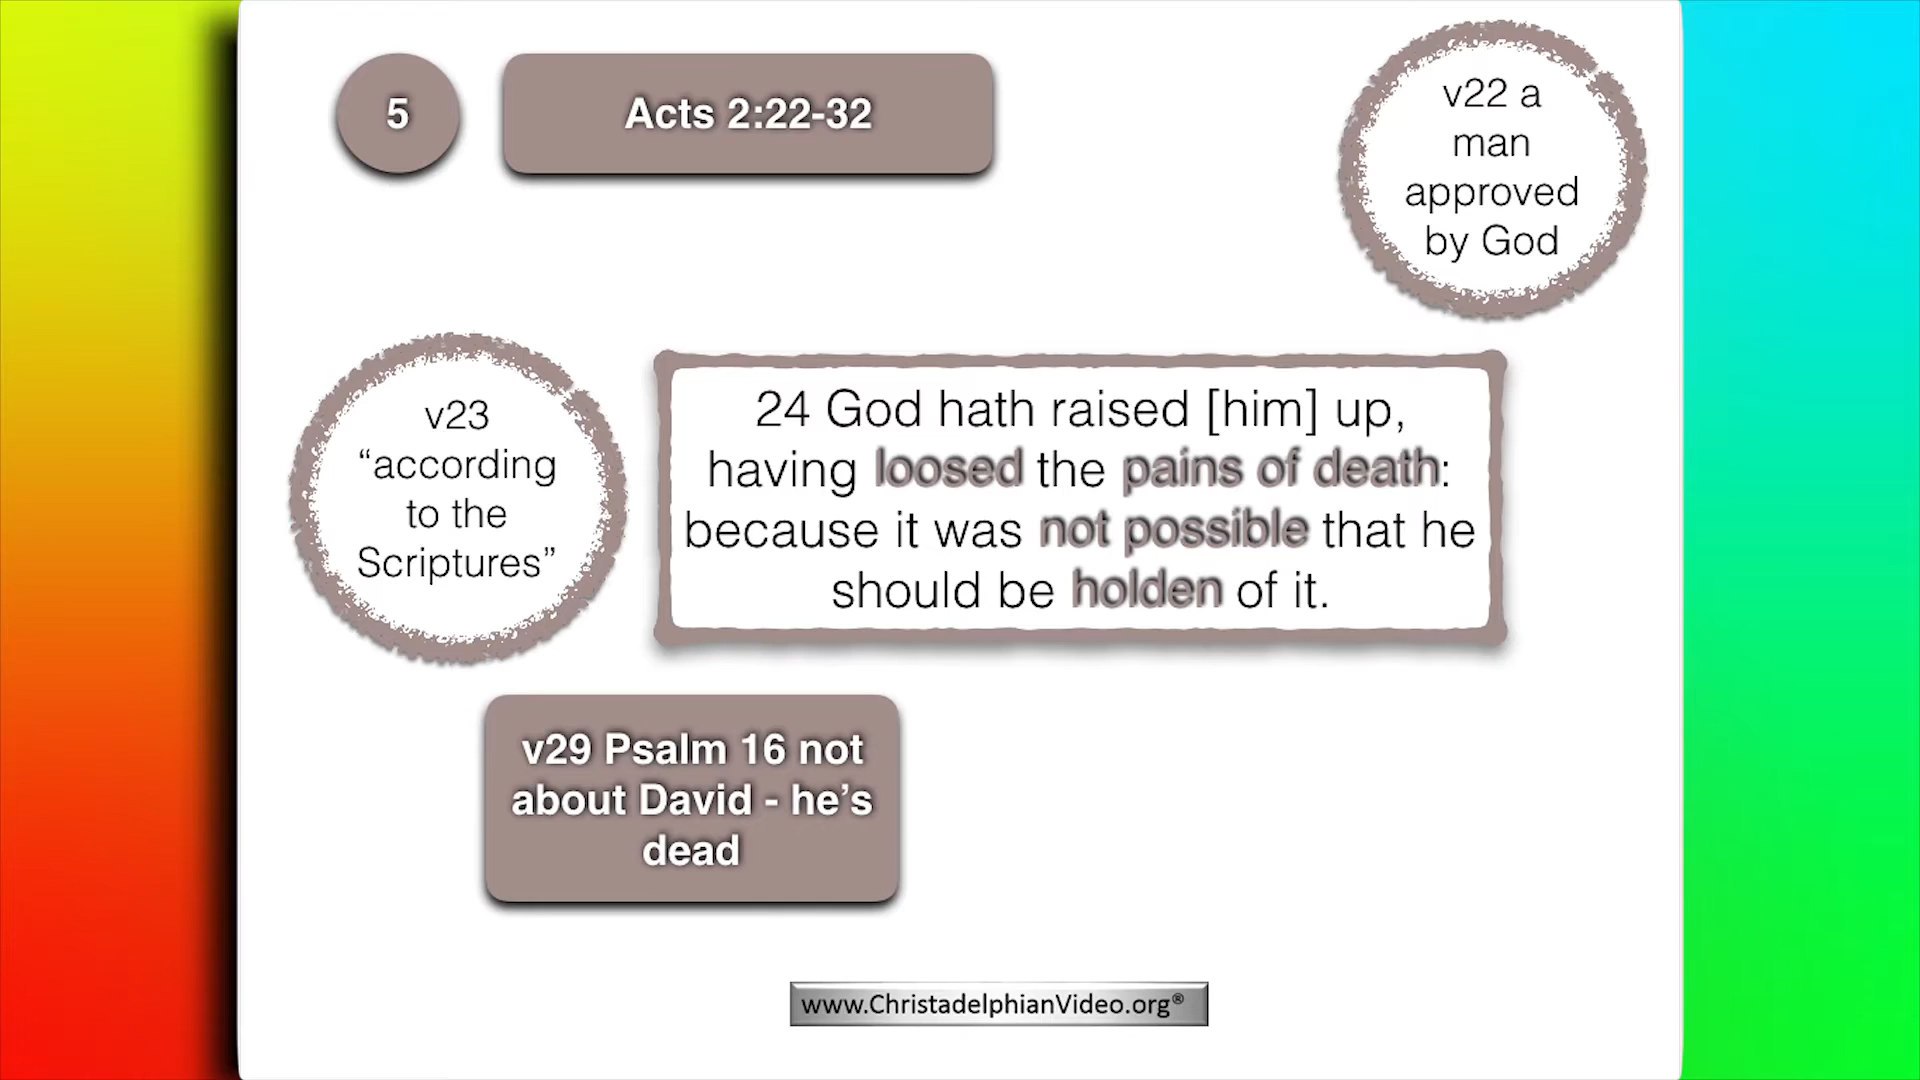 5
Acts 2:22-32
v22 a
man
approved
by God
v23
“according
to the
Scriptures”
24 God hath raised [him] up,
having loosed the pains of death:
because it was not possible that he
should be holden of it.
v29 Psalm 16 not
about David - he’s
dead
www.ChristadelphianVideo.org®